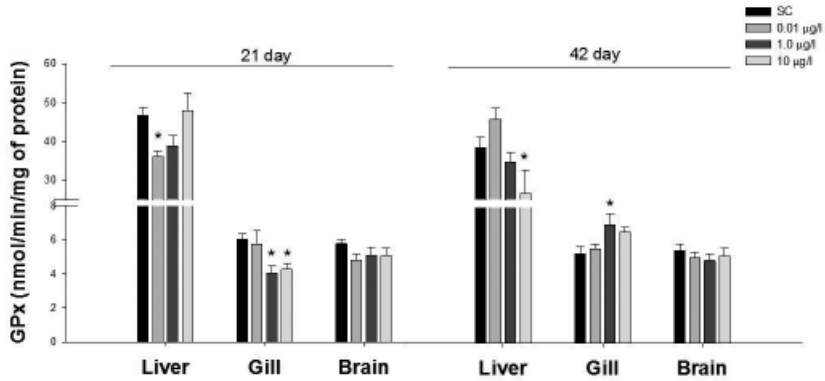 SC
0.01 µg/l
1.0 µg/l
10 µg/l
21 day
42 day
GPx (nmol/min/mg of protein)
60
50
40
30
8
6
4
2
0
*
*
*
*
*
Liver
Gill
Brain
Liver
Gill
Brain